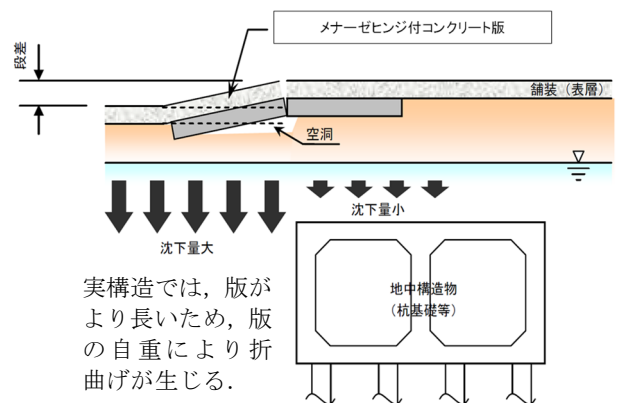 メナーゼヒンジ付コンクリート版
段差
舗装（表層）
空洞
沈下量小
沈下量大
地中構造物
（杭基礎等）
実構造では，版が
より長いため，版
の自重により折
曲げが生じる．